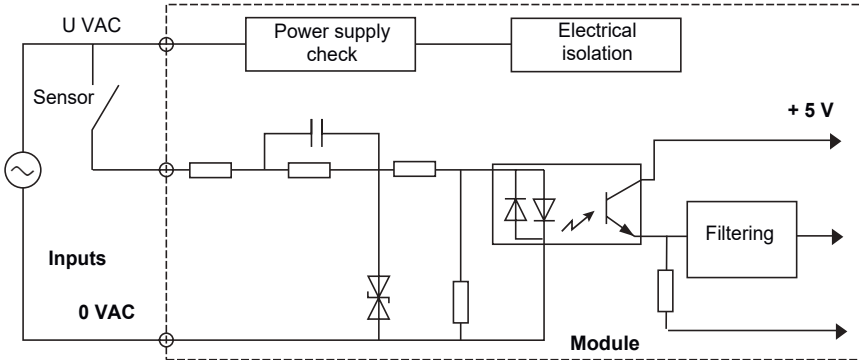 U VAC
Power supply
check
Electrical
isolation
Sensor
+ 5 V
Filtering
Inputs
0 VAC
Module